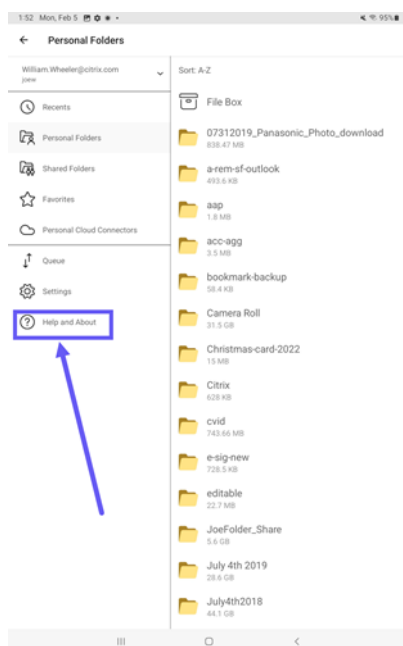 1:52 Mon, Feb 5
95%
Personal Folders
William.Wheeler@citrix.com
joew
Recents
Personal Folders
Shared Folders
Favorites
Personal Cloud Connectors
Queue
Settings
Help and About
Sort: A-Z
File Box
07312019_Panasonic_Photo_download
838.47 MB
a-rem-sf-outlook
493.6 KB
aap
1.8 MB
acc-agg
3.5 MB
bookmark-backup
58.4 KB
Camera Roll
31.5 GB
Christmas-card-2022
15 MB
Citrix
628 KB
cvid
743.66 MB
e-sig-new
728.5 KB
editable
22.7 MB
JoeFolder_Share
5.6 GB
July 4th 2019
28.6 GB
July4th2018
44.1 GB